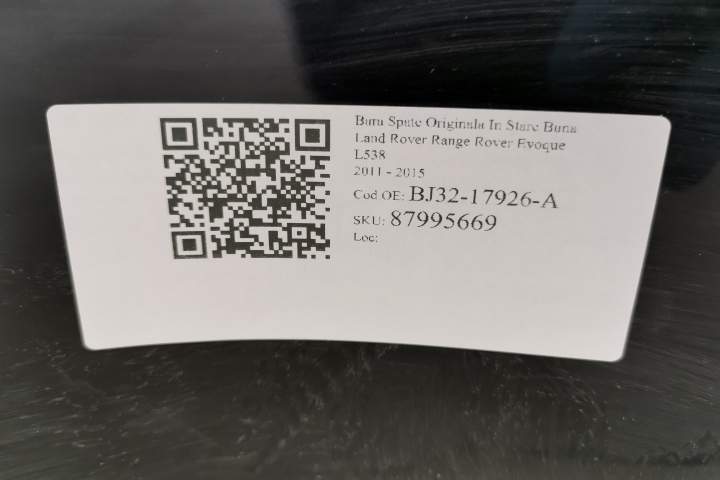 Bara Spate Originala In Stare Buna
Land Rover Range Rover Evoque
L538
2011 - 2015
Cod OE: BJ32-17926-A
SKU: 87995669
Loc: